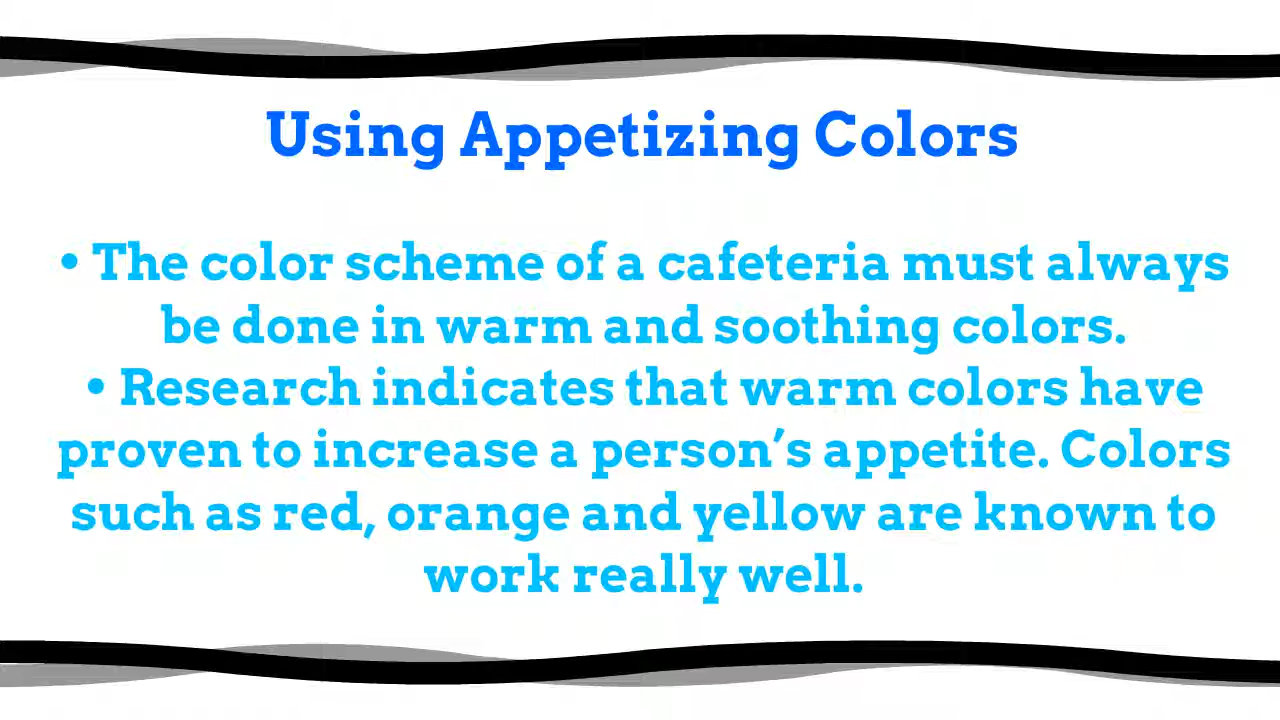 Using Appetizing Colors
• The color scheme of a cafeteria must always
be done in warm and soothing colors.
• Research indicates that warm colors have
proven to increase a person’s appetite. Colors
such as red, orange and yellow are known to
work really well.